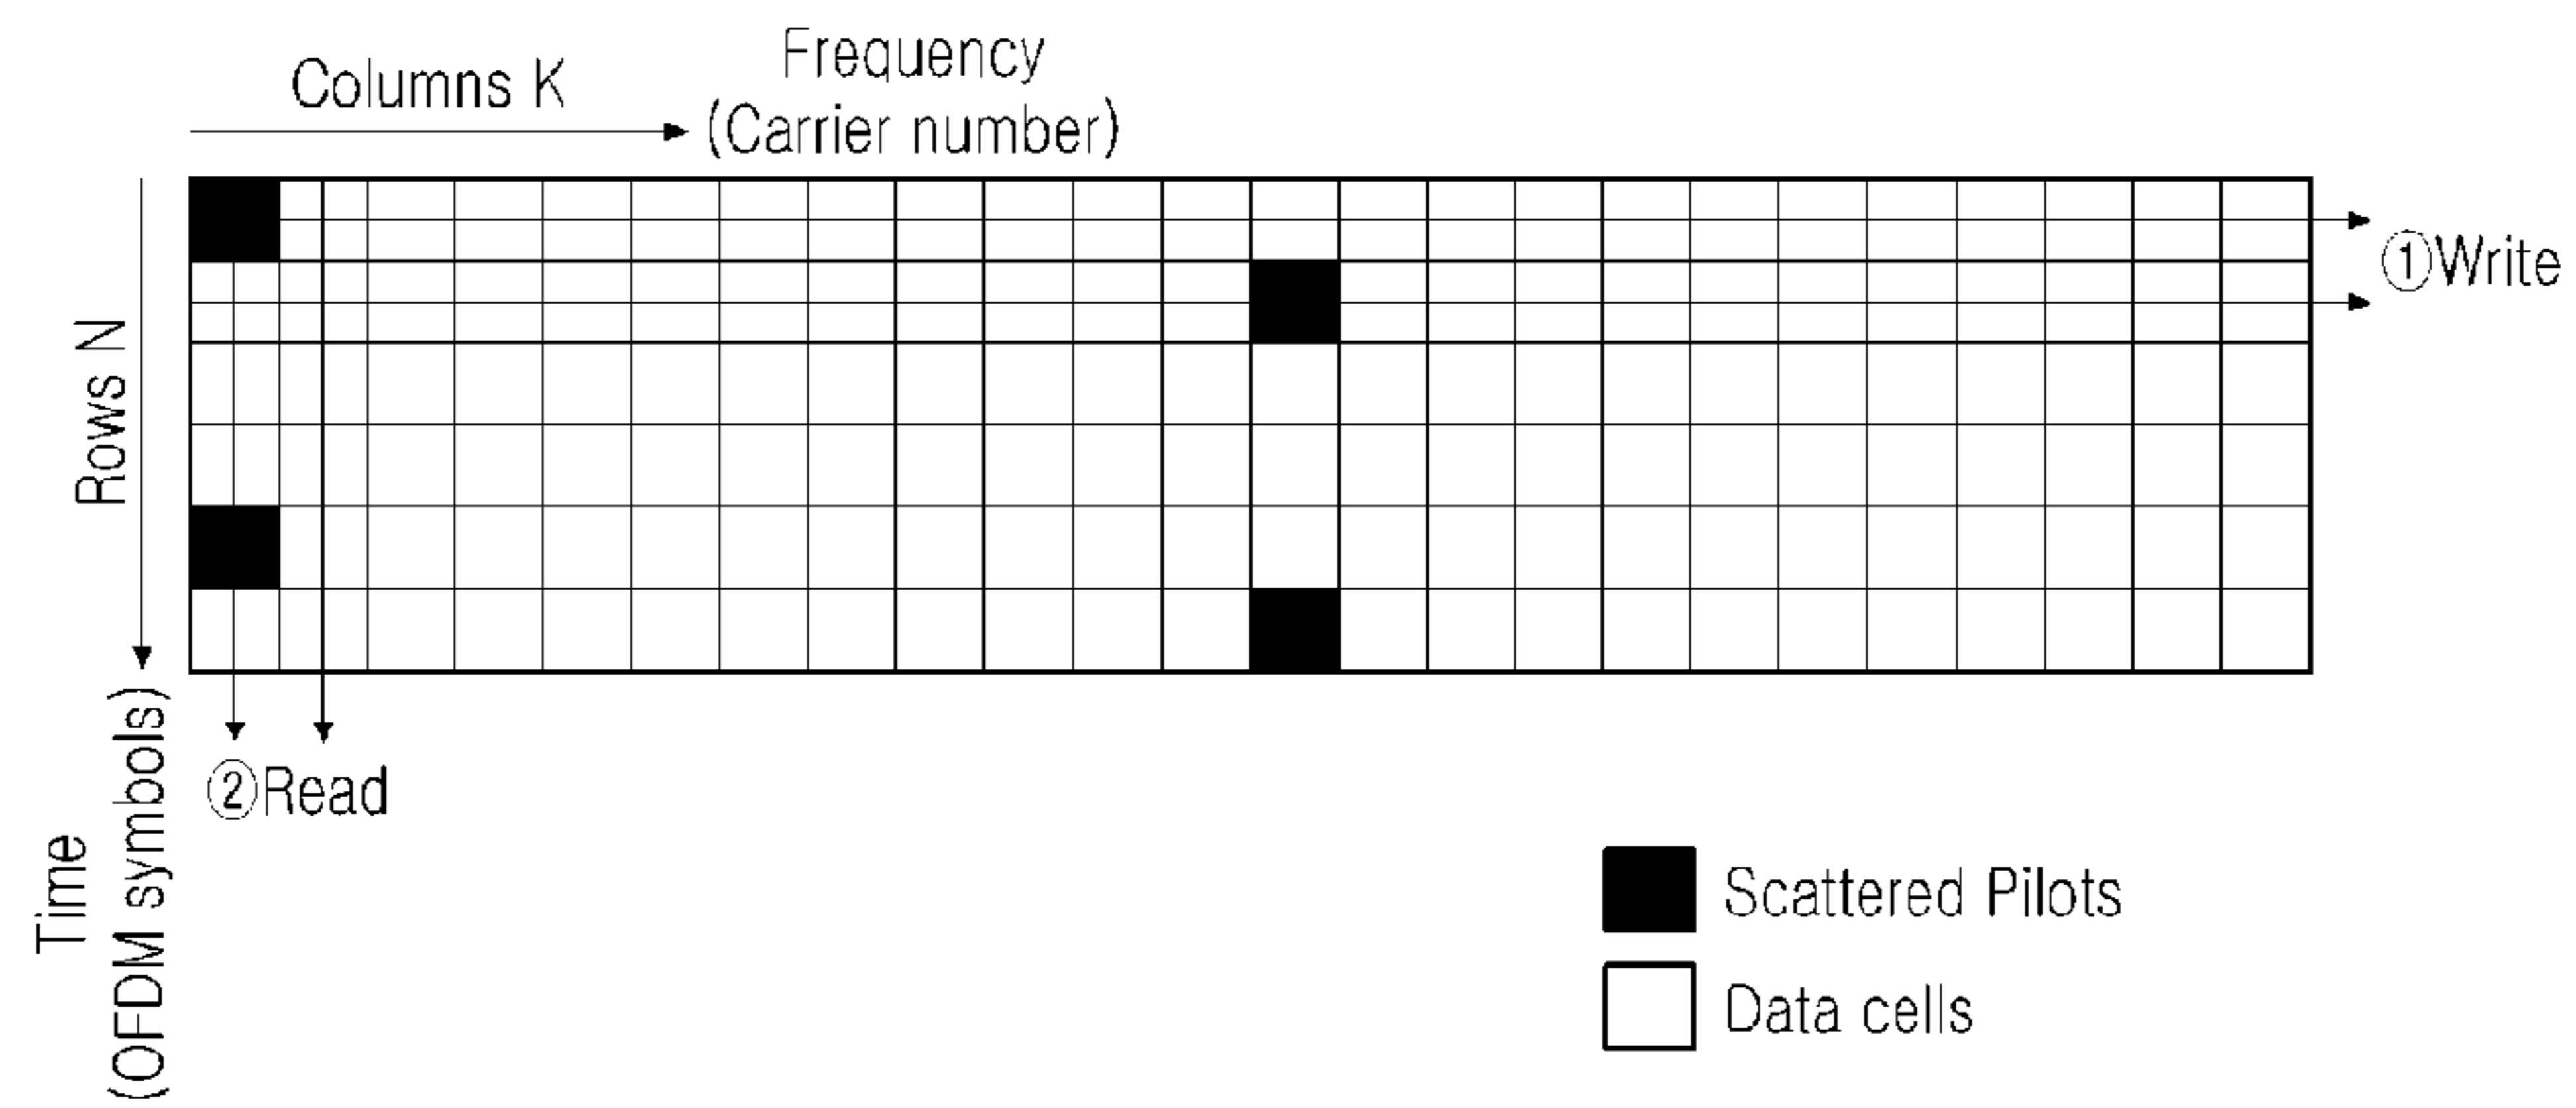 Columns K
Frequency
(Carrier number)
①Write
Rows N
Time
(OFDM symbols)
②Read
Scattered Pilots
Data cells